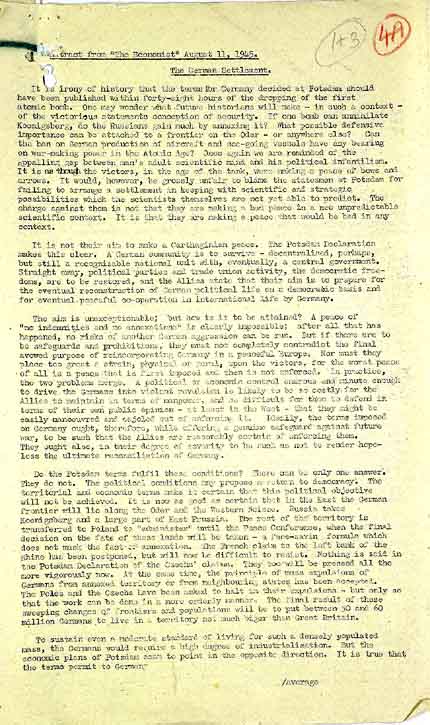 1+3
4A
Extract from "The Economist" August 11, 1945.
The German Settlement.
It is irony of history that the terms for Germany decided at Potsdam should
have been published within forty-eight hours of the dropping of the first
atomic bomb. One may wonder what future historians will make - in such a context -
of the victorious statesmens conception of security. If one bomb can annihilate
Koenigsberg, do the Russians gain much by annexing it? What possible defensive
importance can be attached to a frontier on the Oder - or anywhere else? Can
the ban on German production of aircraft and sea-going vessels have any bearing
on war-making power in the Atomic Age? Once again we are reminded of the
appalling gap between man's adult scientific mind and his political infantilism.
It is as though the victors, in the age of the tank, were making a peace of bows and
arrows. It would, however, be grossly unfair to blame the statesmen at Potsdam for
failing to arrange a settlement in keeping with scientific and strategic
possibilities which the scientists themselves are not yet able to predict. The
charge against them is not that they are making a bad peace in a new unpredictable
scientific context. It is that they are making a peace that would be bad in any
context.
It is not their aim to make a Carthaginian peace. The Potsdam Declaration
makes this clear. A German community is to survive - decentralised, perhaps,
but still a recognisable national unit with, eventually, a central government.
Straight away, political parties and trade union activity, the democratic free-
doms, are to be restored, and the Allies state that their aim is to prepare for
the eventual reconstruction of German political life on a democratic basis and
for eventual peaceful co-operation in international life by Germany.
The aim is unexceptionable; but how is it to be attained? A peace of
"no indemnities and no annexations" is clearly impossible; after all that has
happened, no risks of another German aggression can be run. But if there are to
be safeguards and prohibitions, they must not completely contradict the final
avowed purpose of reincorporating Germany in a peaceful Europe. Nor must they
place too great a strain, physical or moral, upon the victors, for the worst peace
of all is a peace that is first imposed and then is not enforced. In practice,
the two problems merge. A political or economic control onerous and minute enough
to drive the Germans into violent revulsion is likely to be so costly for the
Allies to maintain in terms of manpower, and so difficult for them to defend in
terms of their own public opinion - at least in the West - that they might be
easily manoeuvred and cajoled out of enforcing it. Ideally, the terms imposed
on Germany ought, therefore, while offering a genuine safeguard against future
war, to be such that the Allies are reasonably certain of enforcing them.
They ought also, in their degree of severity to be such as not to render hope-
less the ultimate reconciliation of Germany.
Do the Potsdam terms fulfil these conditions? There can be only one answer.
They do not. The political conditions may propose a return to democracy. The
territorial and economic terms make it certain that this political objective
will not be achieved. It is now as good as certain that in the East the German
frontier will lie along the Oder and the Western Neisse. Russia takes
Koenigsberg and a large part of East Prussia. The rest of the territory is
transferred to Poland to "administer" until the Peace Conference, when the final
decision on the fate of these lands will be taken - a face-saving formula which
does not mask the fact of annexation. The French claim to the left bank of the
Rhine has been postponed, but will now be difficult to resist. Nothing is said in
the Potsdam Declaration of the Czechs' claims. They too will be pressed all the
more vigorously now. At the same time, the principle of mass expulsions of
Germans from annexed territory or from neighbouring states has been accepted.
The Poles and the Czechs have been asked to halt in their expulsions - but only so
that the work can be done in a more orderly manner. The final result of these
sweeping changes of frontiers and populations will be to put between 50 and 60
million Germans to live in a territory not much bigger than Great Britain.
To sustain even a moderate standard of living for such a densely populated
mass, the Germans would require a high degree of industrialisation. But the
economic plans of Potsdam seem to point in the opposite direction. It is true that
the terms permit to Germany
/average